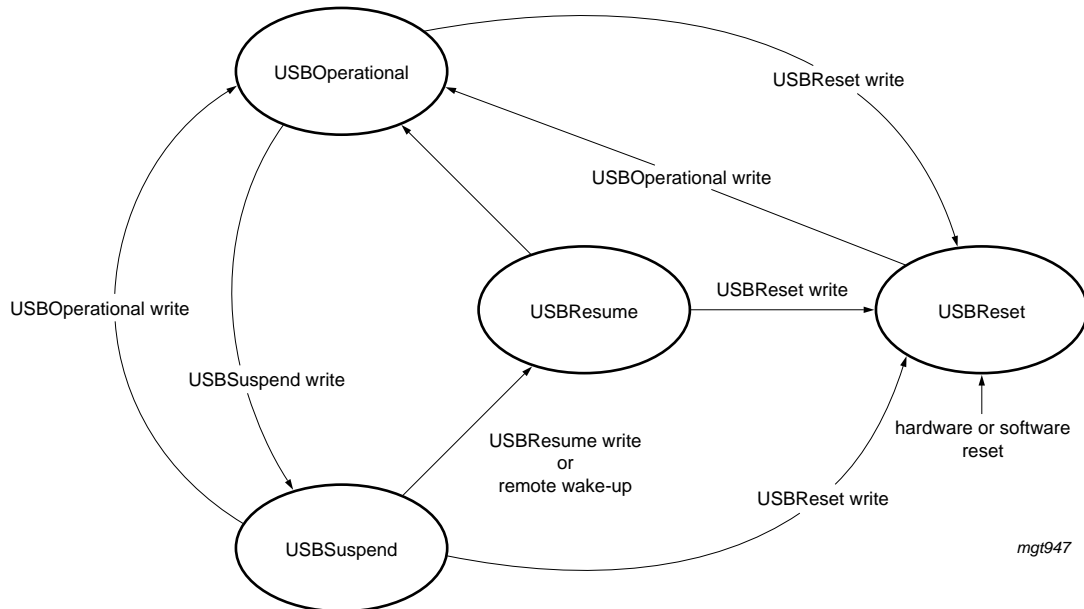 USBOperational
USBReset write
USBOperational write
USBOperational write
USBResume
USBReset write
USBReset
USBSuspend write
hardware or software
reset
USBResume write
or
remote wake-up
USBReset write
USBSuspend
mgt947